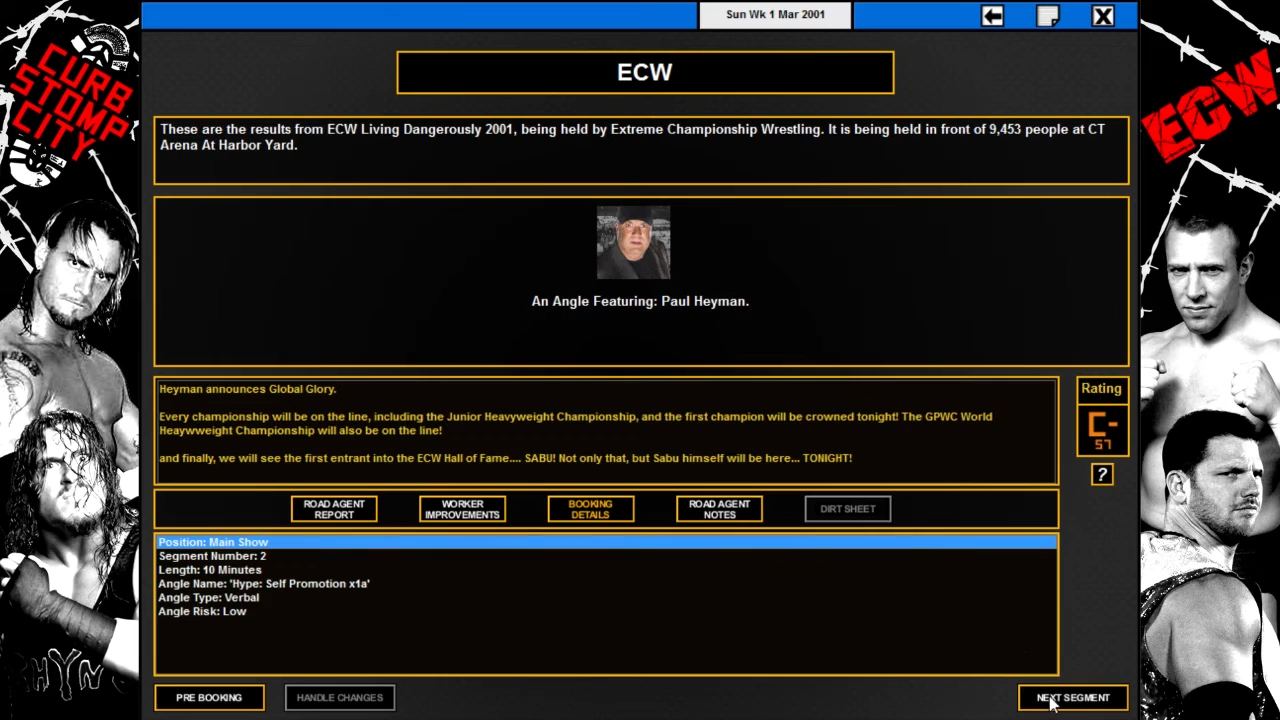 Sun Wk 1 Mar 2001
CURB
STOMP
CITY
ECW
ECW
These are the results from ECW Living Dangerously 2001, being held by Extreme Championship Wrestling. It is being held in front of 9,453 people at CT
Arena At Harbor Yard.
An Angle Featuring: Paul Heyman.
Heyman announces Global Glory.
Every championship will be on the line, including the Junior Heavyweight Championship, and the first champion will be crowned tonight! The GPWC World
Heaywweight Championship will also be on the line!
and finally, we will see the first entrant into the ECW Hall of Fame.... SABU! Not only that, but Sabu himself will be here... TONIGHT!
Rating
C-
57
?
ROAD AGENT
REPORT
WORKER
IMPROVEMENTS
BOOKING
DETAILS
ROAD AGENT
NOTES
DIRT SHEET
Position: Main Show
Segment Number: 2
Length: 10 Minutes
Angle Name: 'Hype: Self Promotion x1a'
Angle Type: Verbal
Angle Risk: Low
PRE BOOKING
HANDLE CHANGES
NEXT SEGMENT